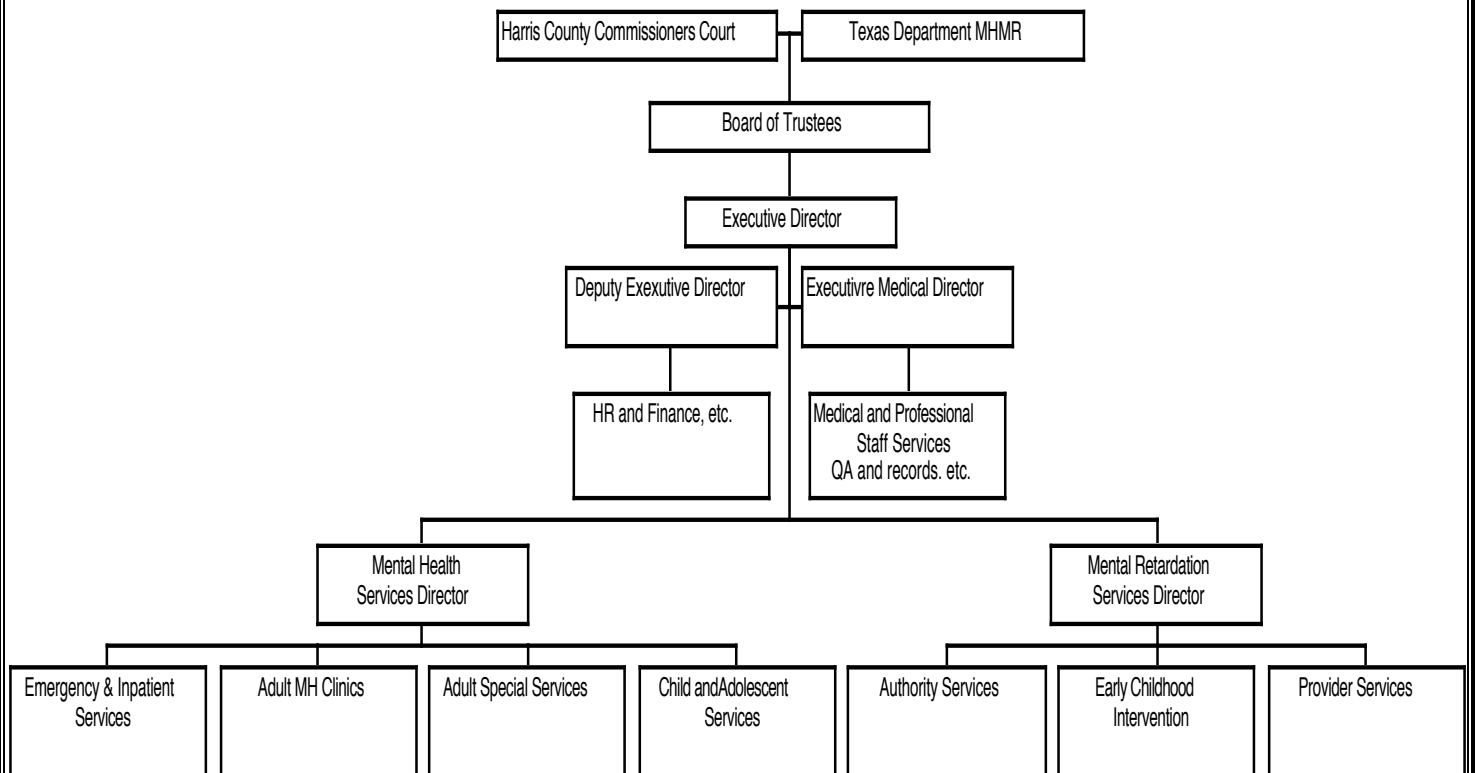 Harris County Commissioners Court
Texas Department MHMR
Board of Trustees
Executive Director
Deputy Exexutive Director
Executivre Medical Director
HR and Finance, etc.
Medical and Professional
Staff Services
QA and records. etc.
Mental Health
Services Director
Mental Retardation
Services Director
Emergency & Inpatient
Services
Adult MH Clinics
Adult Special Services
Child andAdolescent
Services
Authority Services
Early Childhood
Intervention
Provider Services